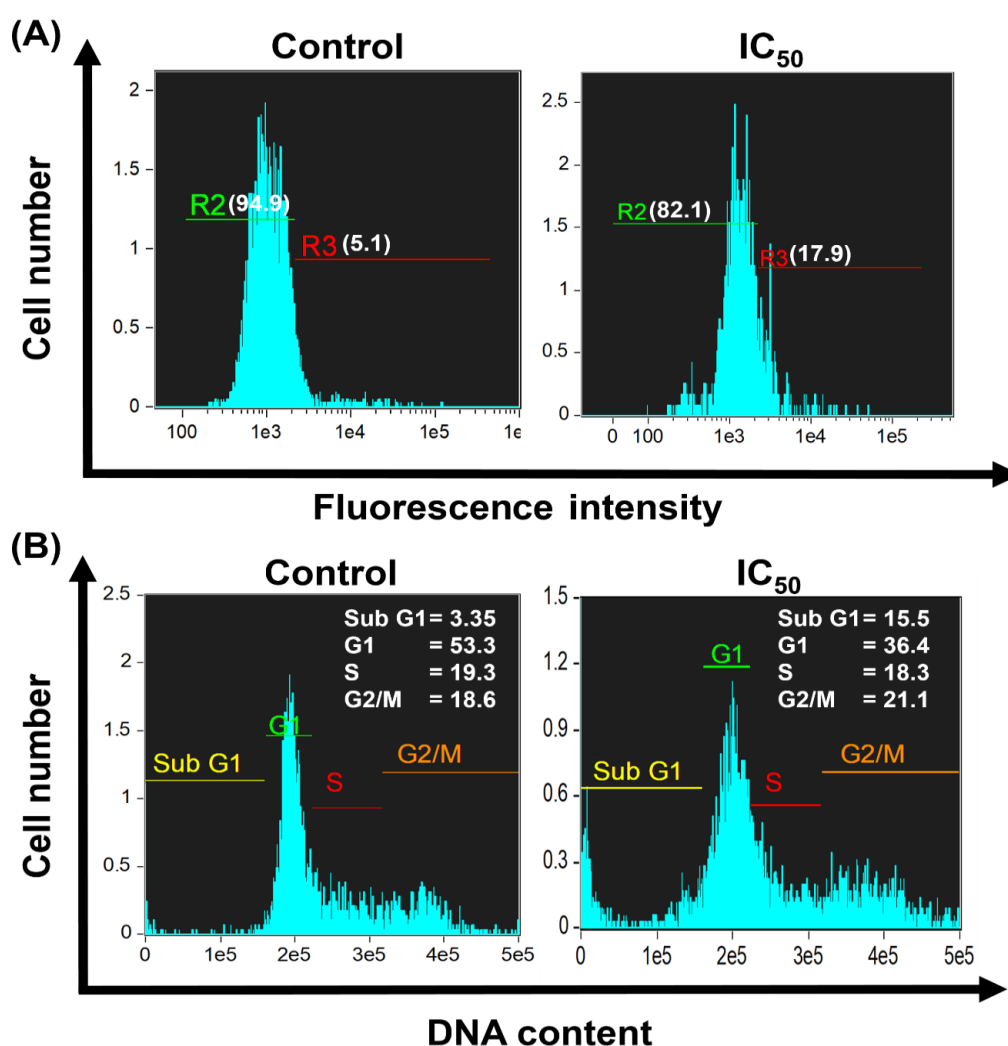 (A)
Control
IC50
Cell number
2
1.5
1
0.5
0
R2 (94.9)
R3 (5.1)
100 1e3 1e4 1e5 1e
2.5
2
1.5
1
0.5
0
R2 (82.1)
R3 (17.9)
0 100 1e3 1e4 1e5
Fluorescence intensity
(B)
Control
IC50
Cell number
2.5
2
1.5
1
0.5
0
Sub G1 = 3.35
G1 = 53.3
S = 19.3
G2/M = 18.6
Sub G1
G1
S
G2/M
0 1e5 2e5 3e5 4e5 5e5
1.5
1.2
0.9
0.6
0.3
0
Sub G1 = 15.5
G1 = 36.4
S = 18.3
G2/M = 21.1
Sub G1
G1
S
G2/M
0 1e5 2e5 3e5 4e5 5e5
DNA content